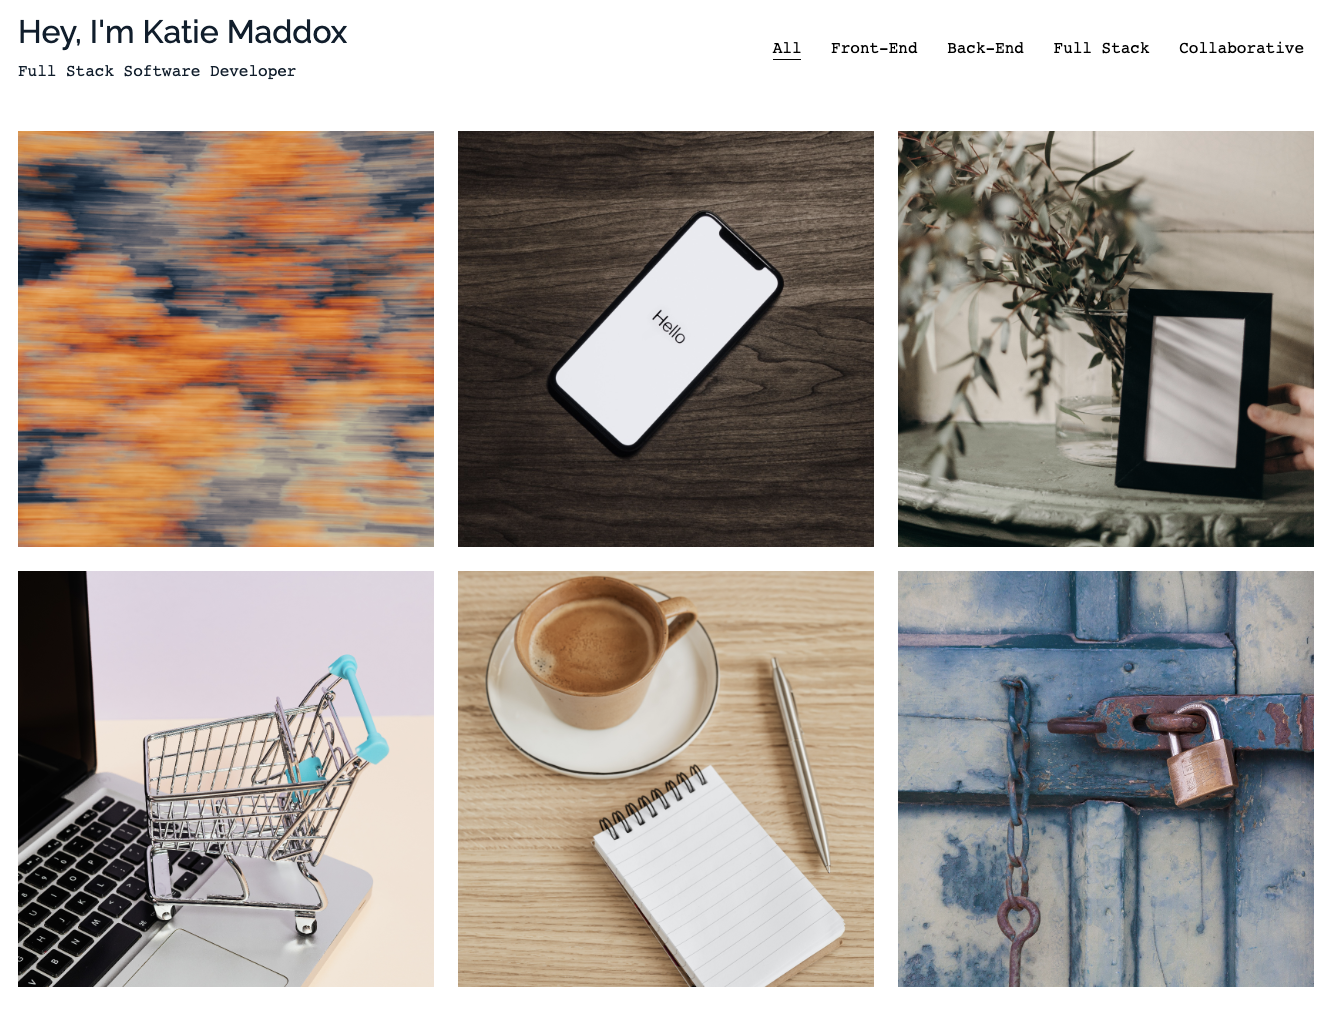 Hey, I'm Katie Maddox
Full Stack Software Developer
All Front-End Back-End Full Stack Collaborative
Hello